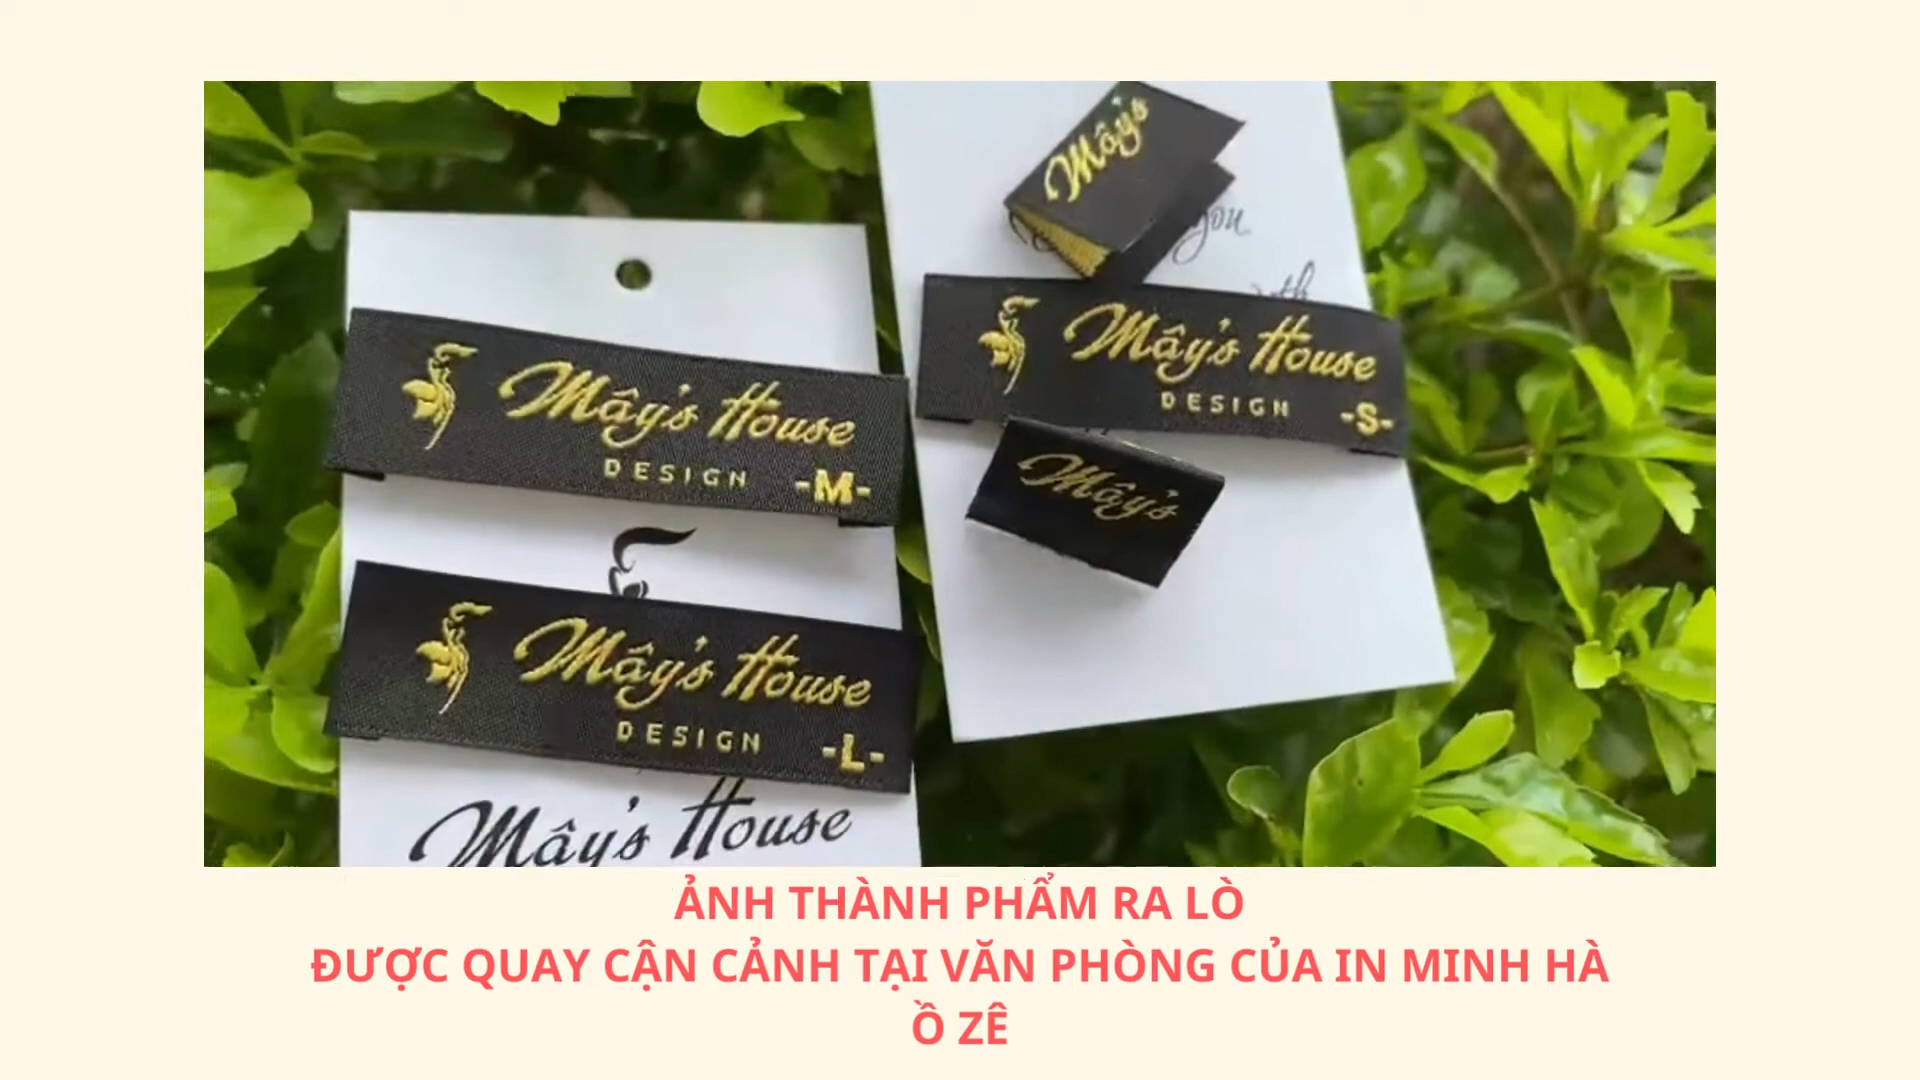 Mây's
you
Mây's House
DESIGN
-S-
Mây's House
DESIGN
-M-
Mây's
Mây's House
DESIGN
-L-
Mây's House
ẢNH THÀNH PHẨM RA LÒ
ĐƯỢC QUAY CẬN CẢNH TẠI VĂN PHÒNG CỦA IN MINH HÀ
Ồ ZÊ